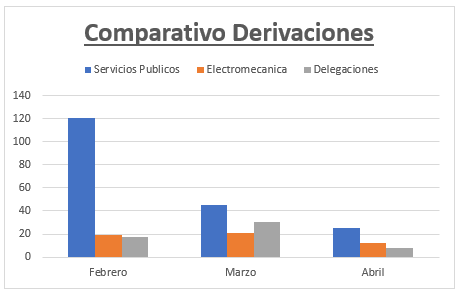 Comparativo Derivaciones
Servicios Publicos Electromecanica Delegaciones
140
120
100
80
60
40
20
0
Febrero Marzo Abril